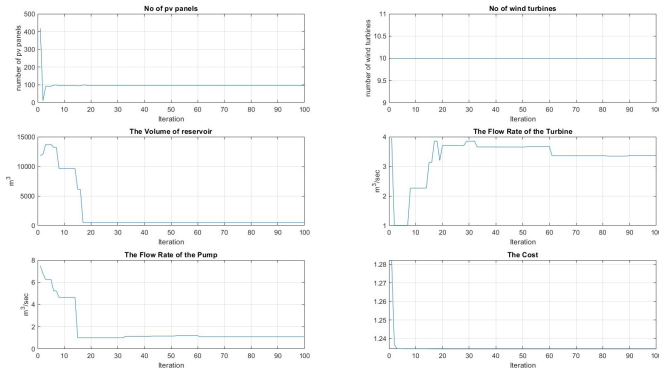 No of pv panels
number of pv panels
500
400
300
200
100
0
0 10 20 30 40 50 60 70 80 90 100
Iteration
No of wind turbines
number of wind turbines
11
10.5
10
9.5
9
0 10 20 30 40 50 60 70 80 90 100
Iteration
The Volume of reservoir
m3
15000
10000
5000
0
0 10 20 30 40 50 60 70 80 90 100
Iteration
The Flow Rate of the Turbine
m3/sec
4
3
2
1
0 10 20 30 40 50 60 70 80 90 100
Iteration
The Flow Rate of the Pump
m3/sec
8
6
4
2
0
0 10 20 30 40 50 60 70 80 90 100
Iteration
The Cost
1.28
1.27
1.26
1.25
1.24
0 10 20 30 40 50 60 70 80 90 100
Iteration